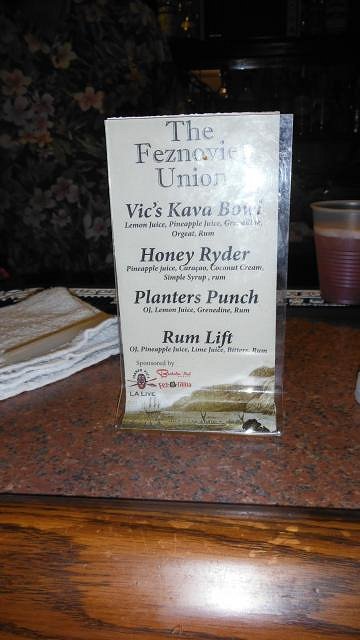 The
Feznovier
Union
Vic's Kava Bowl
Lemon Juice, Pineapple Juice, Grenadine,
Orgeat, Rum
Honey Ryder
Pineapple juice, Curaçao, Coconut Cream,
Simple Syrup, rum
Planters Punch
OJ, Lemon Juice, Grenedine, Rum
Rum Lift
OJ, Pineapple Juice, Lime Juice, Bitters, Rum
Sponsored by
LA LIVE